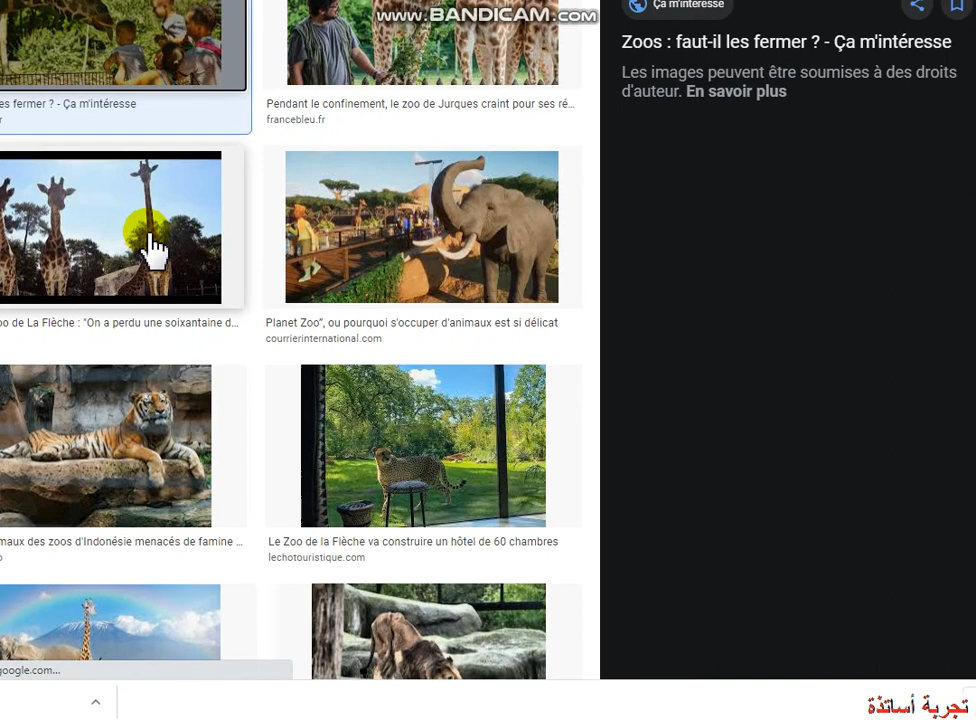 www.BANDICAM.com
Ça m'intéresse
Zoos : faut-il les fermer ? - Ça m'intéresse
Les images peuvent être soumises à des droits
d'auteur. En savoir plus
es fermer ? - Ça m'intéresse
Pendant le confinement, le zoo de Jurques craint pour ses ré…
francebleu.fr
oo de La Flèche : "On a perdu une soixantaine d…
Planet Zoo", ou pourquoi s'occuper d'animaux est si délicat
courrierinternational.com
maux des zoos d'Indonésie menacés de famine …
Le Zoo de la Flèche va construire un hôtel de 60 chambres
lechotouristique.com
google.com...
تجربة أساتذة